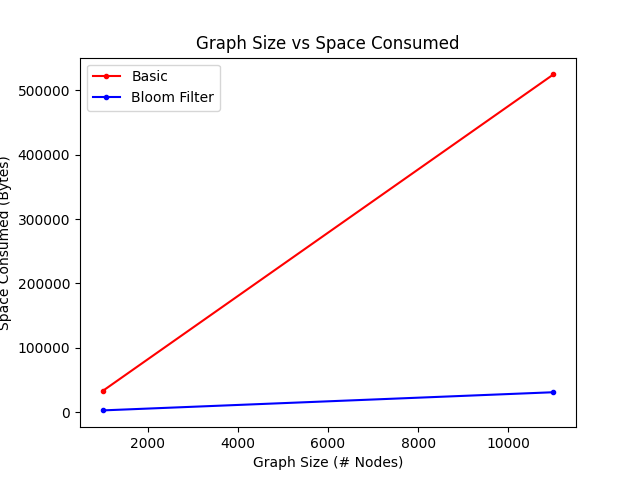 Graph Size vs Space Consumed
Basic
Bloom Filter
500000
400000
300000
200000
100000
0
Space Consumed (Bytes)
2000 4000 6000 8000 10000
Graph Size (# Nodes)